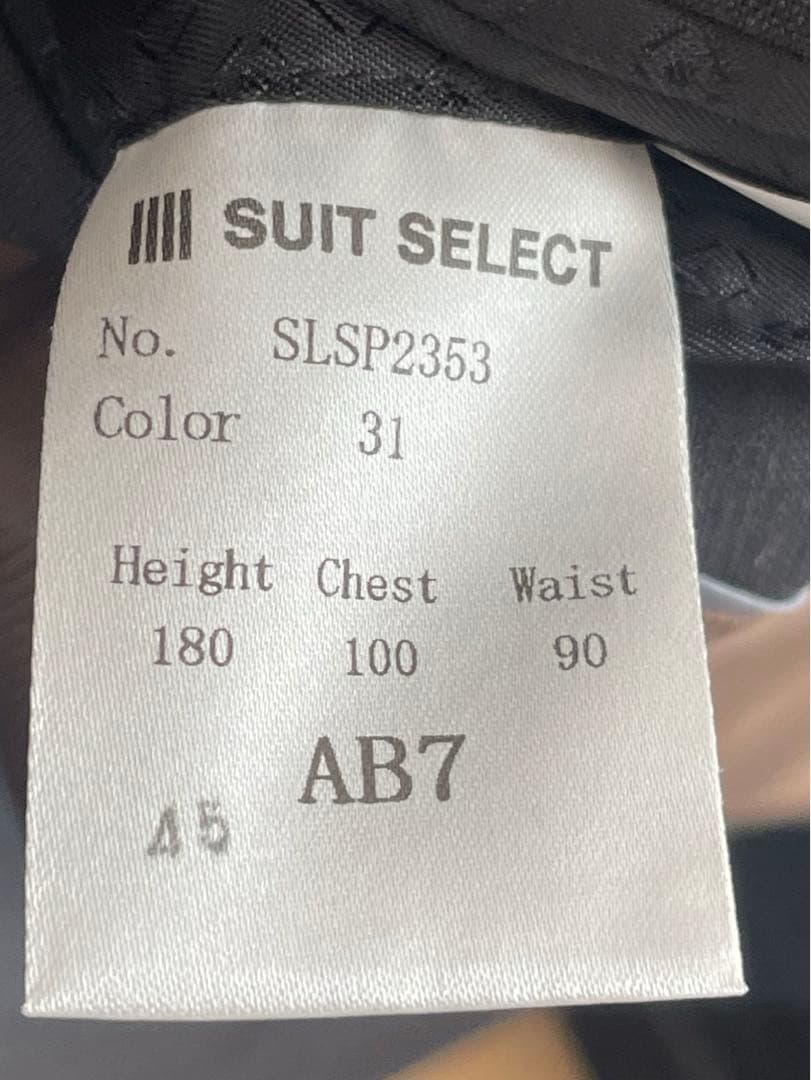 SUIT SELECT
No. SLSP2353
Color 31
Height Chest Waist
180 100 90
AB7
45